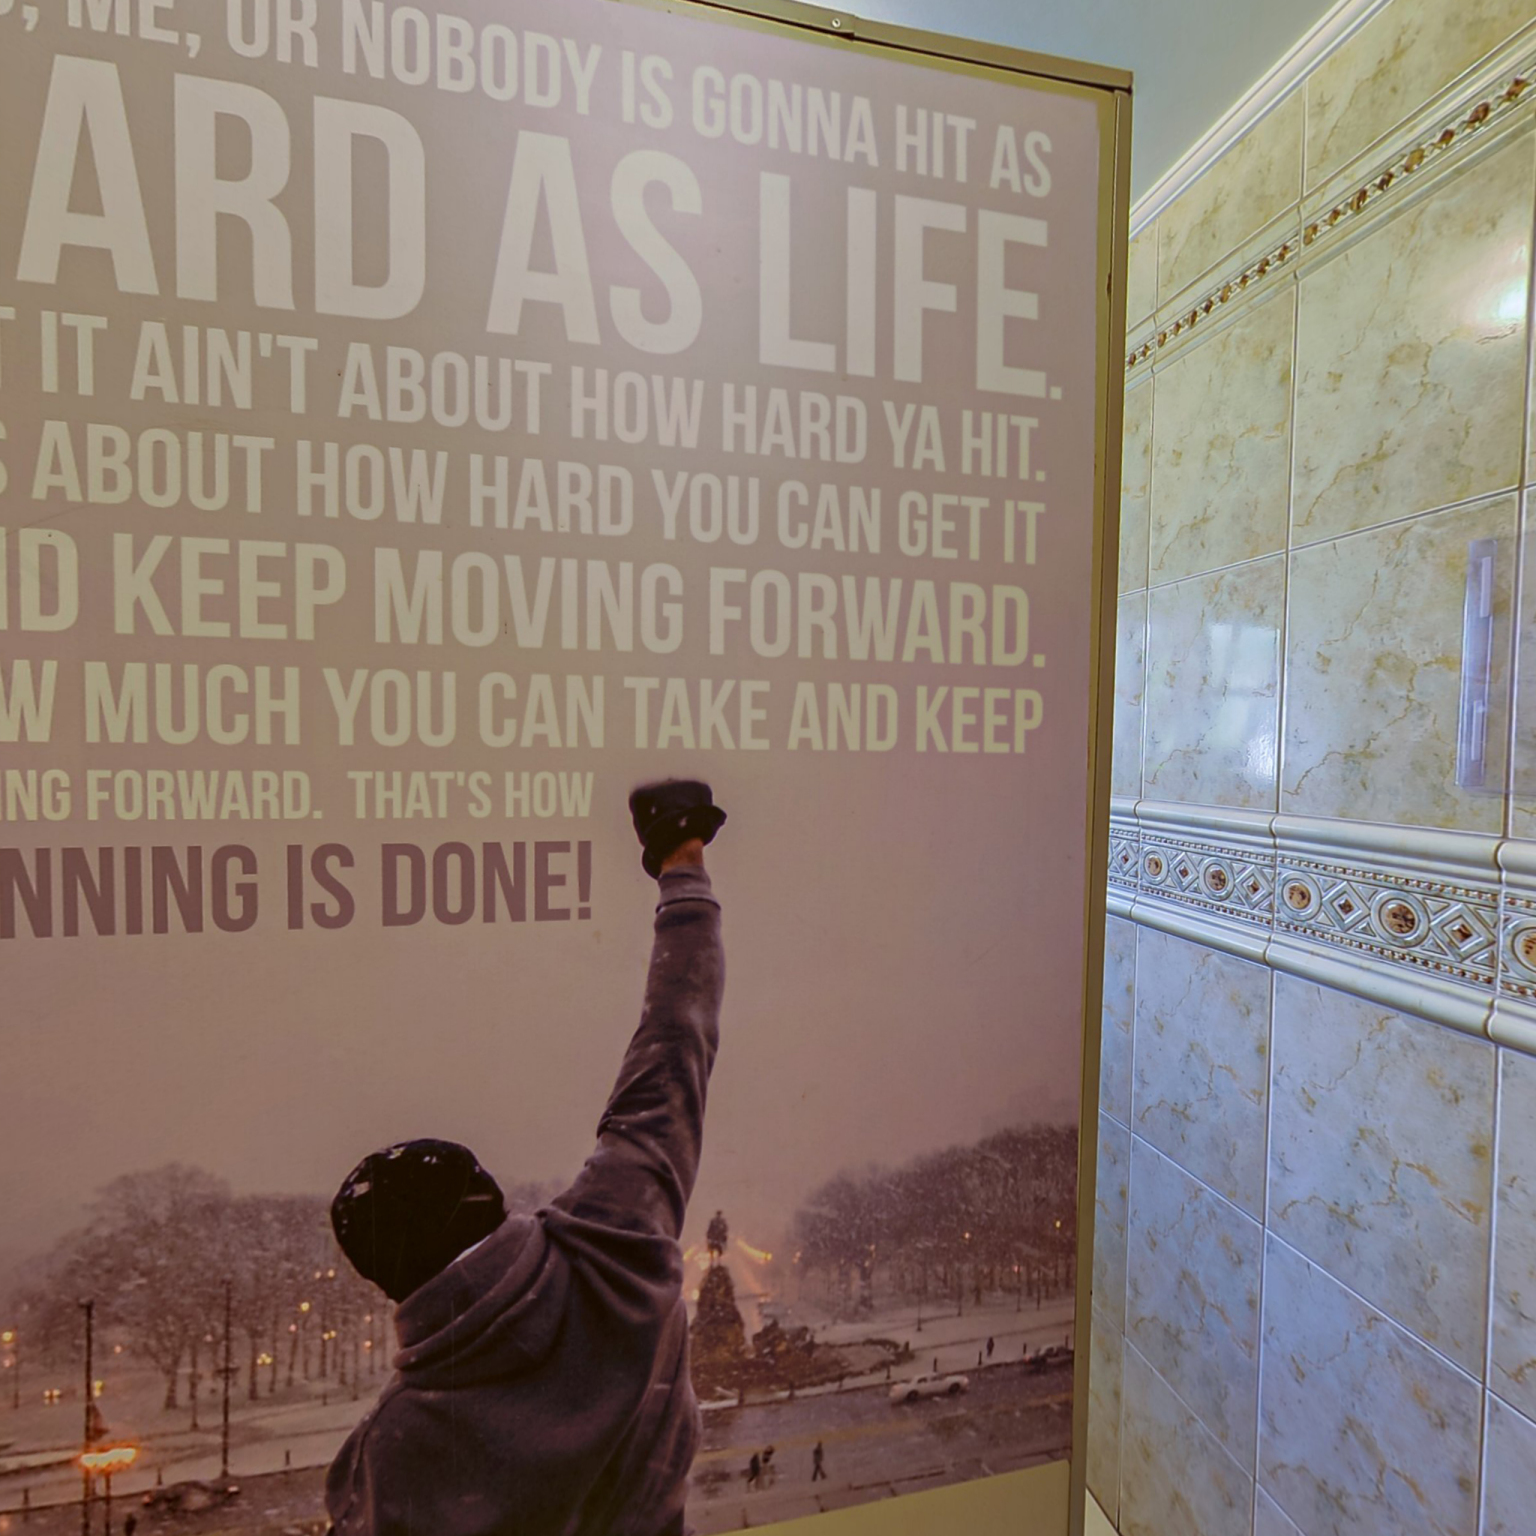 ME, OR NOBODY IS GONNA HIT AS
ARD AS LIFE.
IT AIN'T ABOUT HOW HARD YA HIT.
ABOUT HOW HARD YOU CAN GET IT
KEEP MOVING FORWARD.
W MUCH YOU CAN TAKE AND KEEP
ING FORWARD. THAT'S HOW
NNING IS DONE!